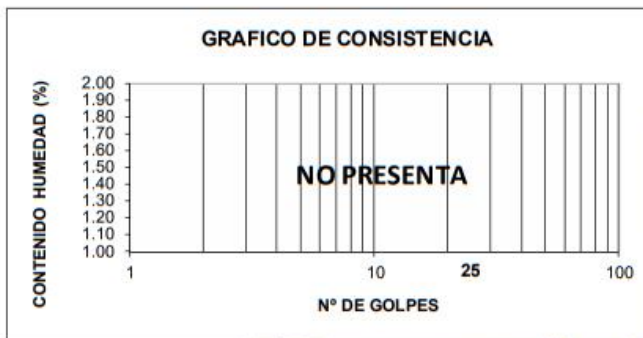 GRAFICO DE CONSISTENCIA
CONTENIDO HUMEDAD (%)
2.00
1.90
1.80
1.70
1.60
1.50
1.40
1.30
1.20
1.10
1.00
NO PRESENTA
1 10 25 100
Nº DE GOLPES